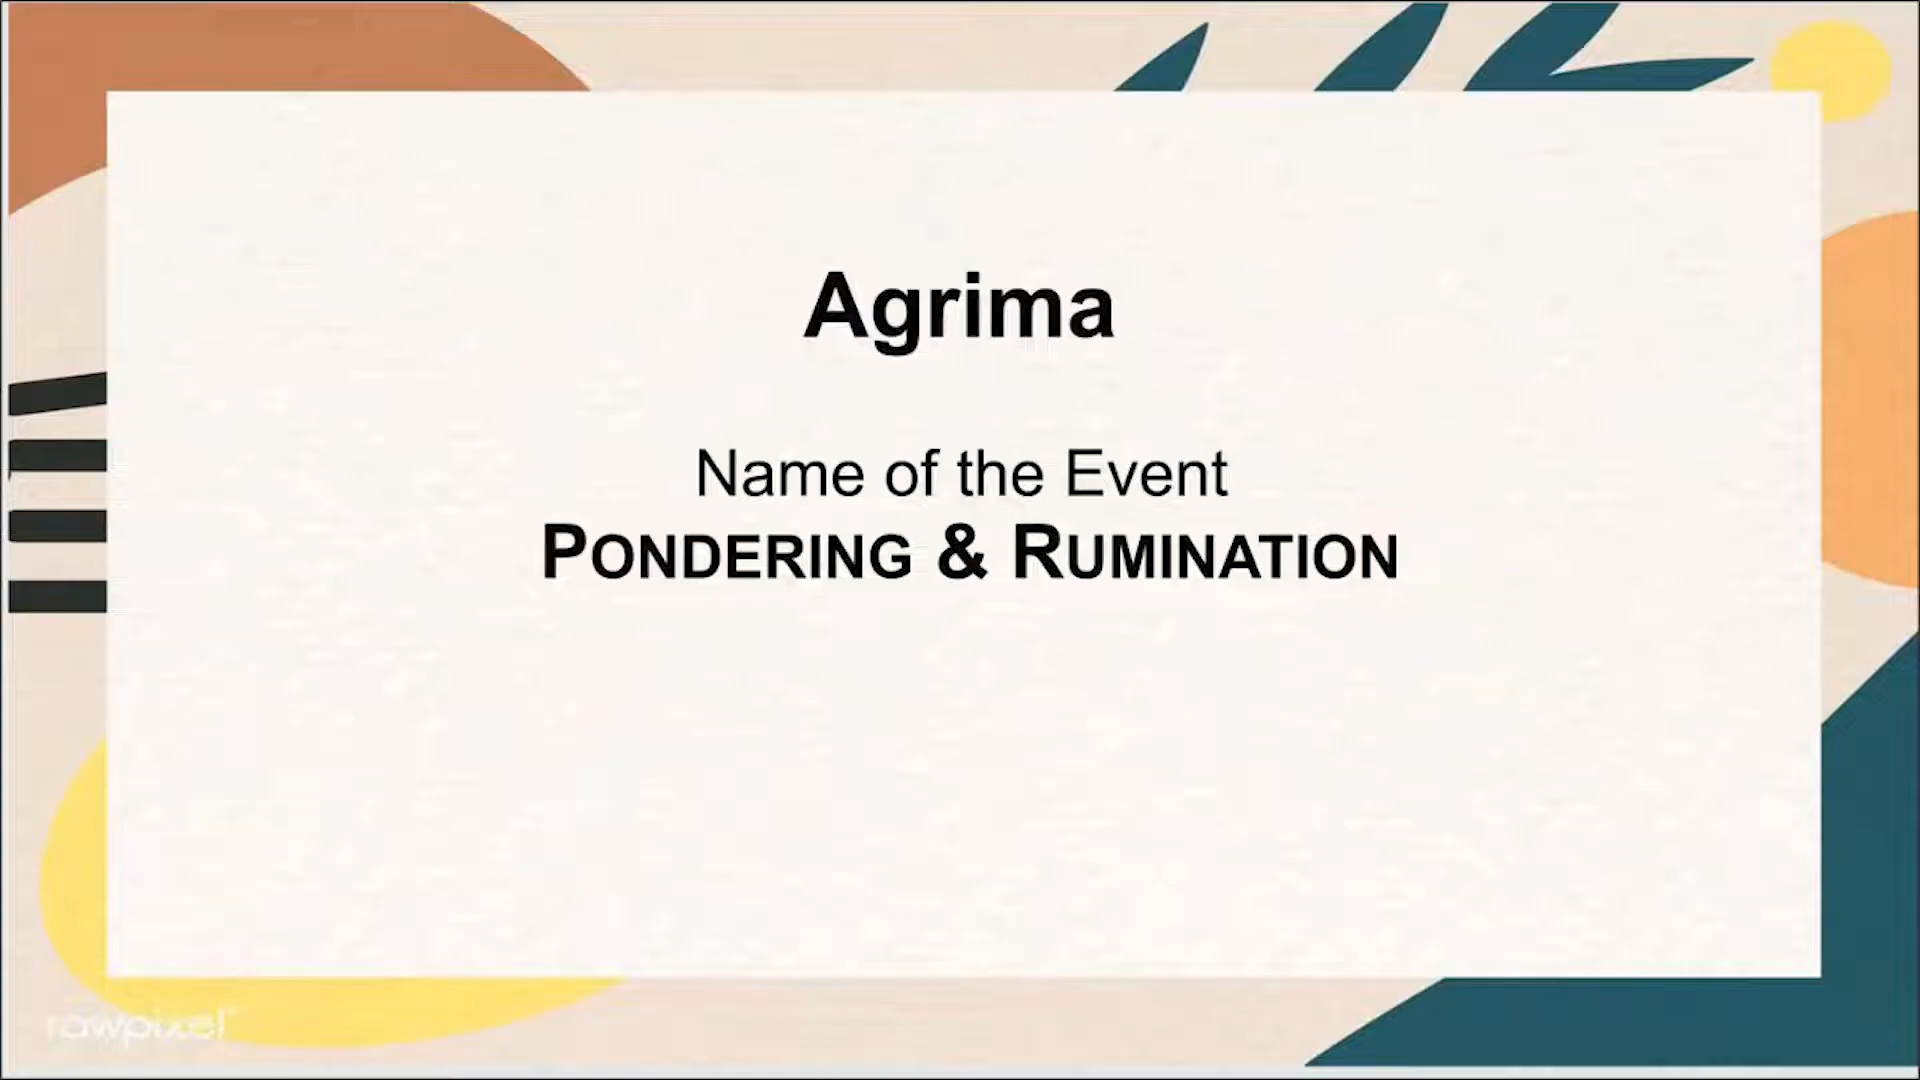 Agrima
Name of the Event
PONDERING & RUMINATION
rawpixel